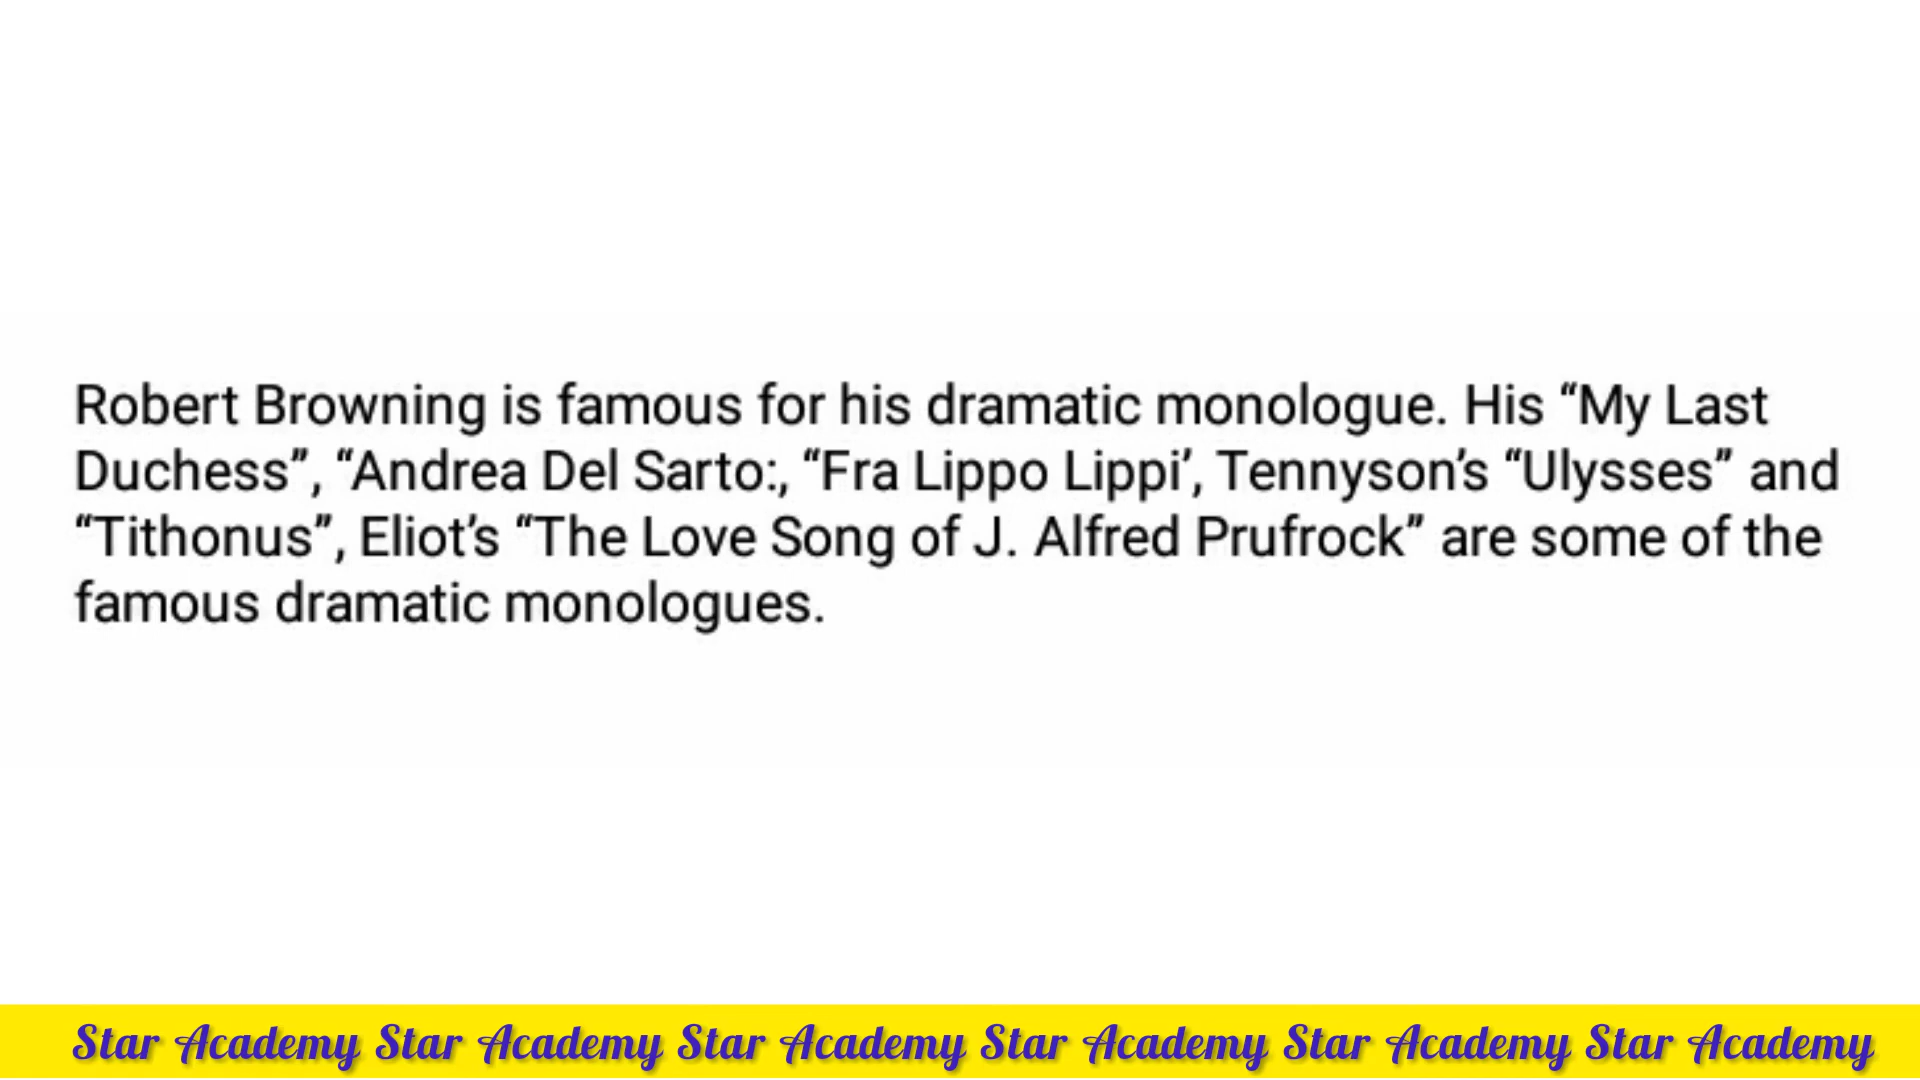 Robert Browning is famous for his dramatic monologue. His “My Last
Duchess”, “Andrea Del Sarto:, “Fra Lippo Lippi’, Tennyson’s “Ulysses” and
“Tithonus”, Eliot’s “The Love Song of J. Alfred Prufrock” are some of the
famous dramatic monologues.
Star Academy Star Academy Star Academy Star Academy Star Academy Star Academy